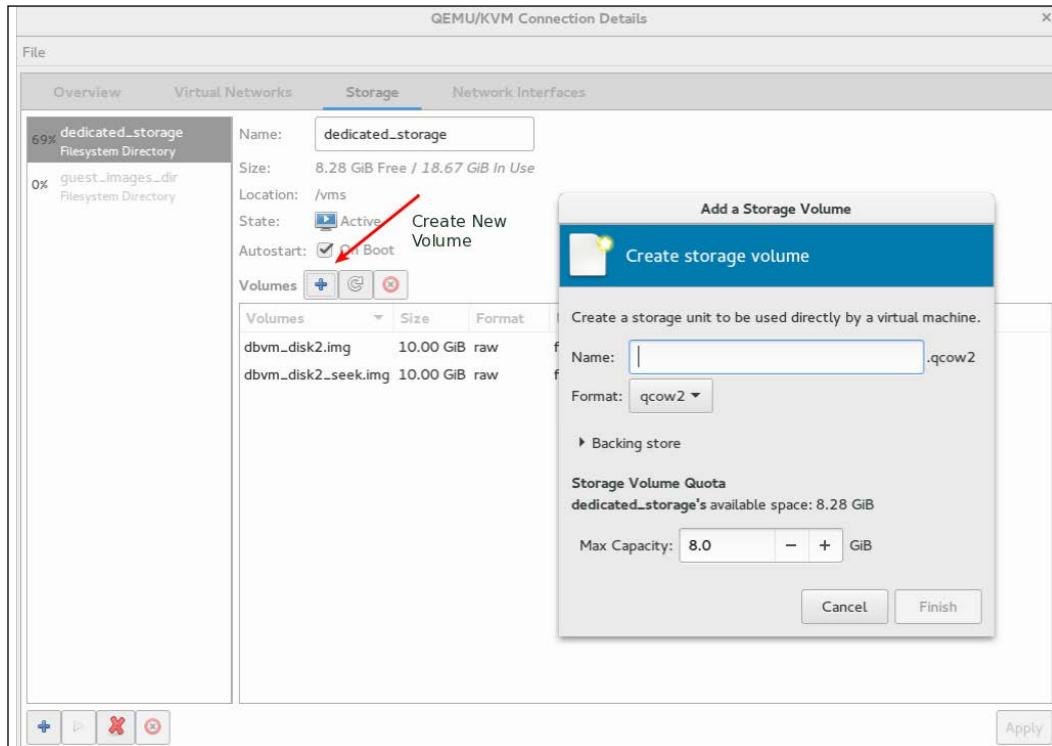 QEMU/KVM Connection Details
×
File
Overview Virtual Networks Storage Network Interfaces
69% dedicated_storage
Filesystem Directory
0% guest_images_dir
Filesystem Directory
Name: dedicated_storage
Size: 8.28 GiB Free / 18.67 GiB In Use
Location: /vms
State: Active
Autostart: On Boot
Create New
Volume
Volumes
Volumes Size Format
dbvm_disk2.img 10.00 GiB raw f
dbvm_disk2_seek.img 10.00 GiB raw f
Add a Storage Volume
Create storage volume
Create a storage unit to be used directly by a virtual machine.
Name: .qcow2
Format: qcow2
Backing store
Storage Volume Quota
dedicated_storage's available space: 8.28 GiB
Max Capacity: 8.0 − + GiB
Cancel Finish
Apply